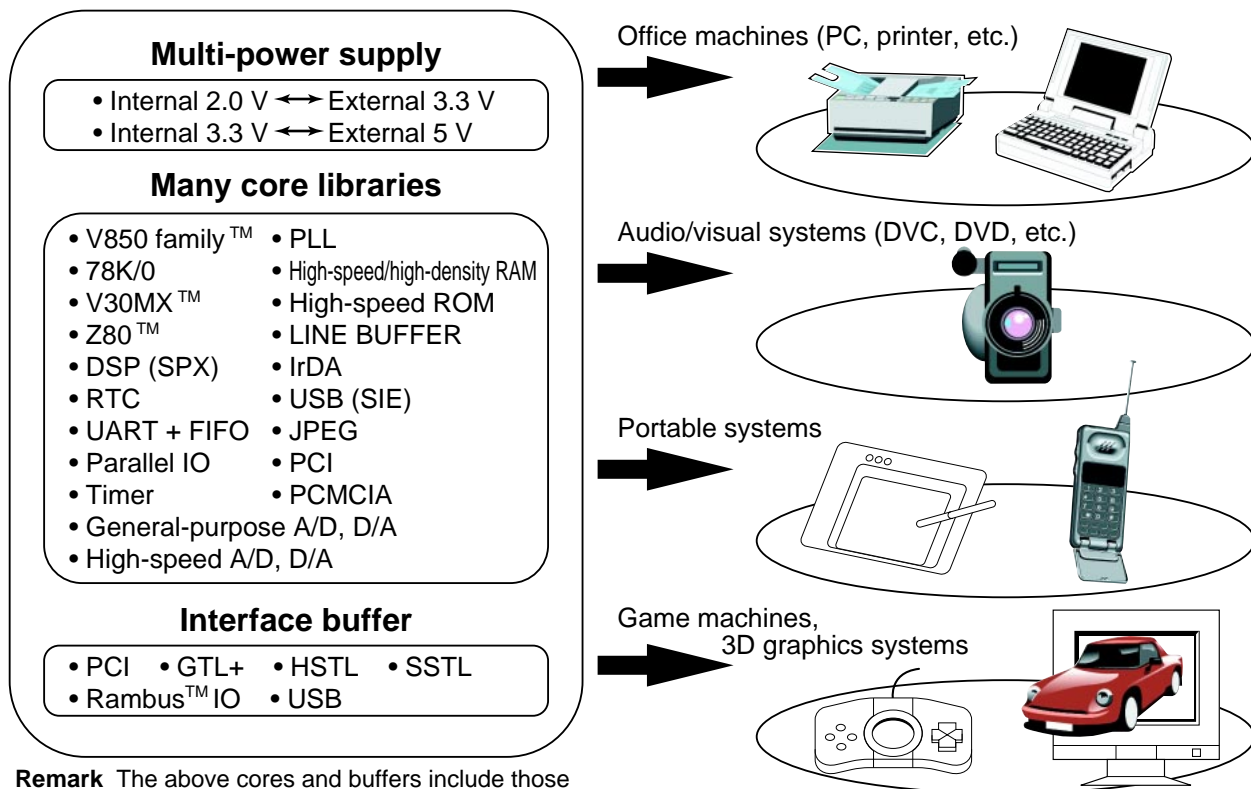 Multi-power supply
• Internal 2.0 V ↔ External 3.3 V
• Internal 3.3 V ↔ External 5 V
Many core libraries
• V850 family™ • PLL
• 78K/0 • High-speed/high-density RAM
• V30MX™ • High-speed ROM
• Z80™ • LINE BUFFER
• DSP (SPX) • IrDA
• RTC • USB (SIE)
• UART + FIFO • JPEG
• Parallel IO • PCI
• Timer • PCMCIA
• General-purpose A/D, D/A
• High-speed A/D, D/A
Interface buffer
• PCI • GTL+ • HSTL • SSTL
• Rambus™ IO • USB
Remark The above cores and buffers include those
Office machines (PC, printer, etc.)
Audio/visual systems (DVC, DVD, etc.)
Portable systems
Game machines,
3D graphics systems